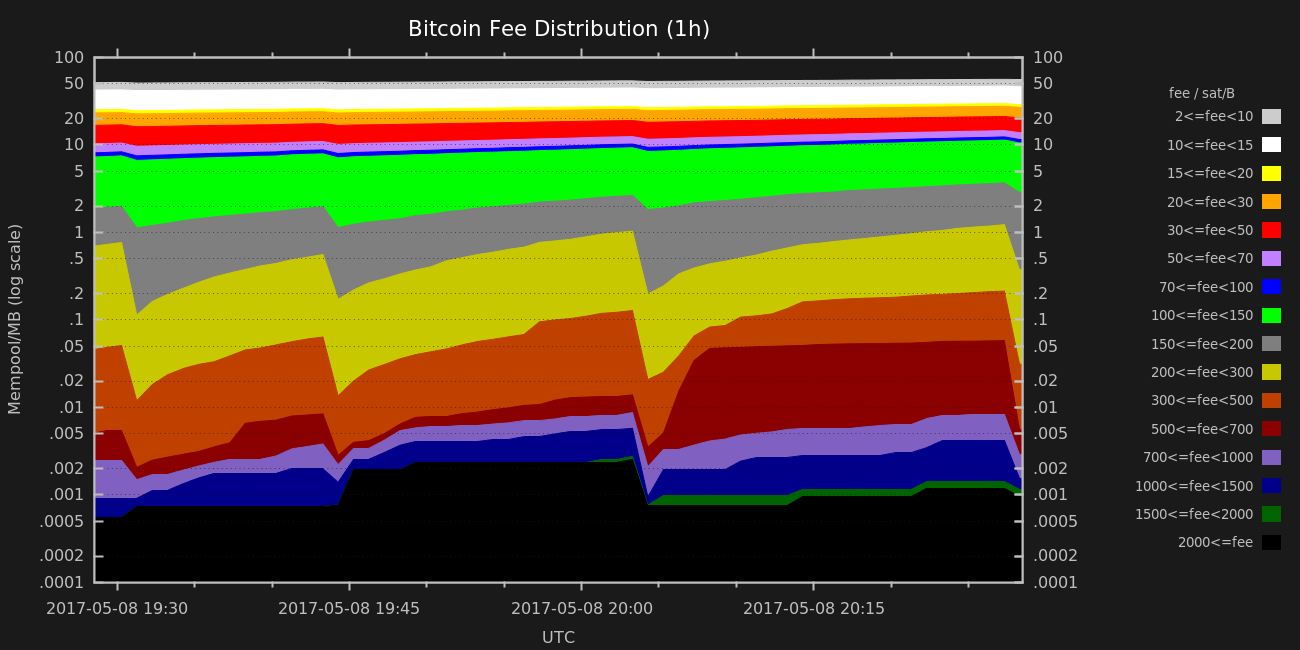 Bitcoin Fee Distribution (1h)
100
50
20
10
5
2
1
.5
.2
.1
.05
.02
.01
.005
.002
.001
.0005
.0002
.0001
Mempool/MB (log scale)
100
50
20
10
5
2
1
.5
.2
.1
.05
.02
.01
.005
.002
.001
.0005
.0002
.0001
2017-05-08 19:30 2017-05-08 19:45 2017-05-08 20:00 2017-05-08 20:15
UTC
fee / sat/B
2<=fee<10
10<=fee<15
15<=fee<20
20<=fee<30
30<=fee<50
50<=fee<70
70<=fee<100
100<=fee<150
150<=fee<200
200<=fee<300
300<=fee<500
500<=fee<700
700<=fee<1000
1000<=fee<1500
1500<=fee<2000
2000<=fee